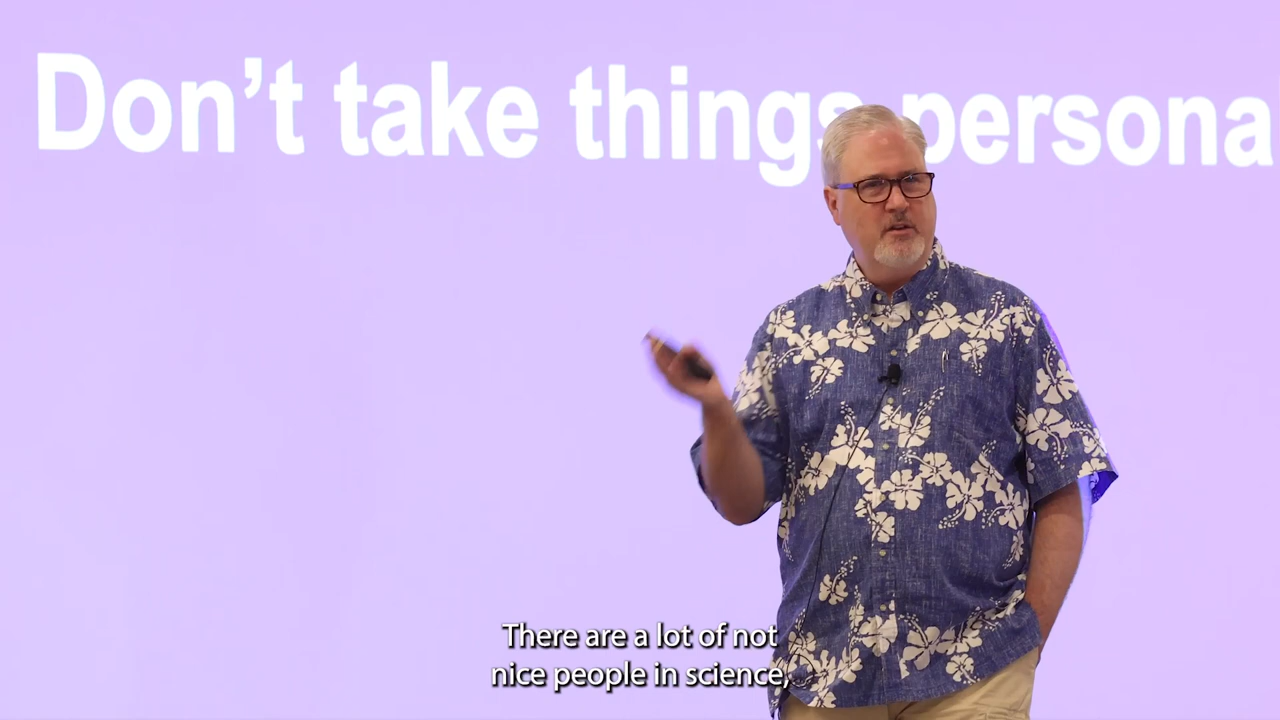 Don't take things persona
There are a lot of not
nice people in science,